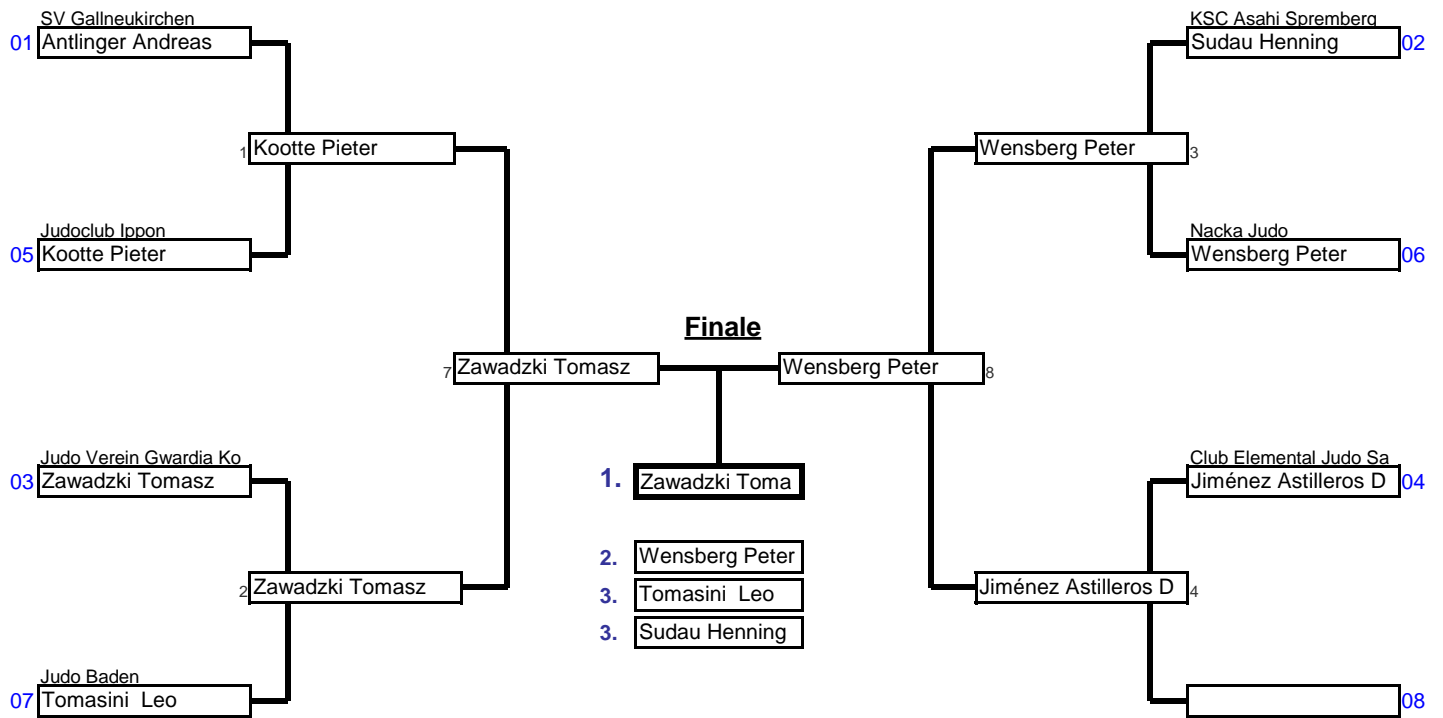 SV Gallneukirchen
01 Antlinger Andreas
1 Kootte Pieter
Judoclub Ippon
05 Kootte Pieter
7 Zawadzki Tomasz
Judo Verein Gwardia Ko
03 Zawadzki Tomasz
2 Zawadzki Tomasz
Judo Baden
07 Tomasini  Leo
Finale
1. Zawadzki Toma
2. Wensberg Peter
3. Tomasini  Leo
3. Sudau Henning
KSC Asahi Spremberg
Sudau Henning 02
Wensberg Peter 3
Nacka Judo
Wensberg Peter 06
Wensberg Peter 8
Club Elemental Judo Sa
Jiménez Astilleros D 04
Jiménez Astilleros D 4
08